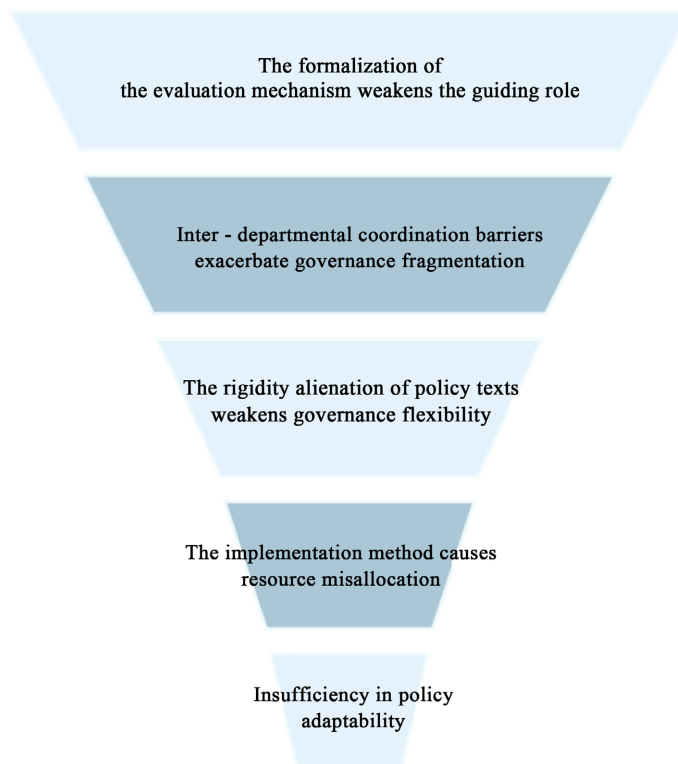 The formalization of
the evaluation mechanism weakens the guiding role
Inter - departmental coordination barriers
exacerbate governance fragmentation
The rigidity alienation of policy texts
weakens governance flexibility
The implementation method causes
resource misallocation
Insufficiency in policy
adaptability